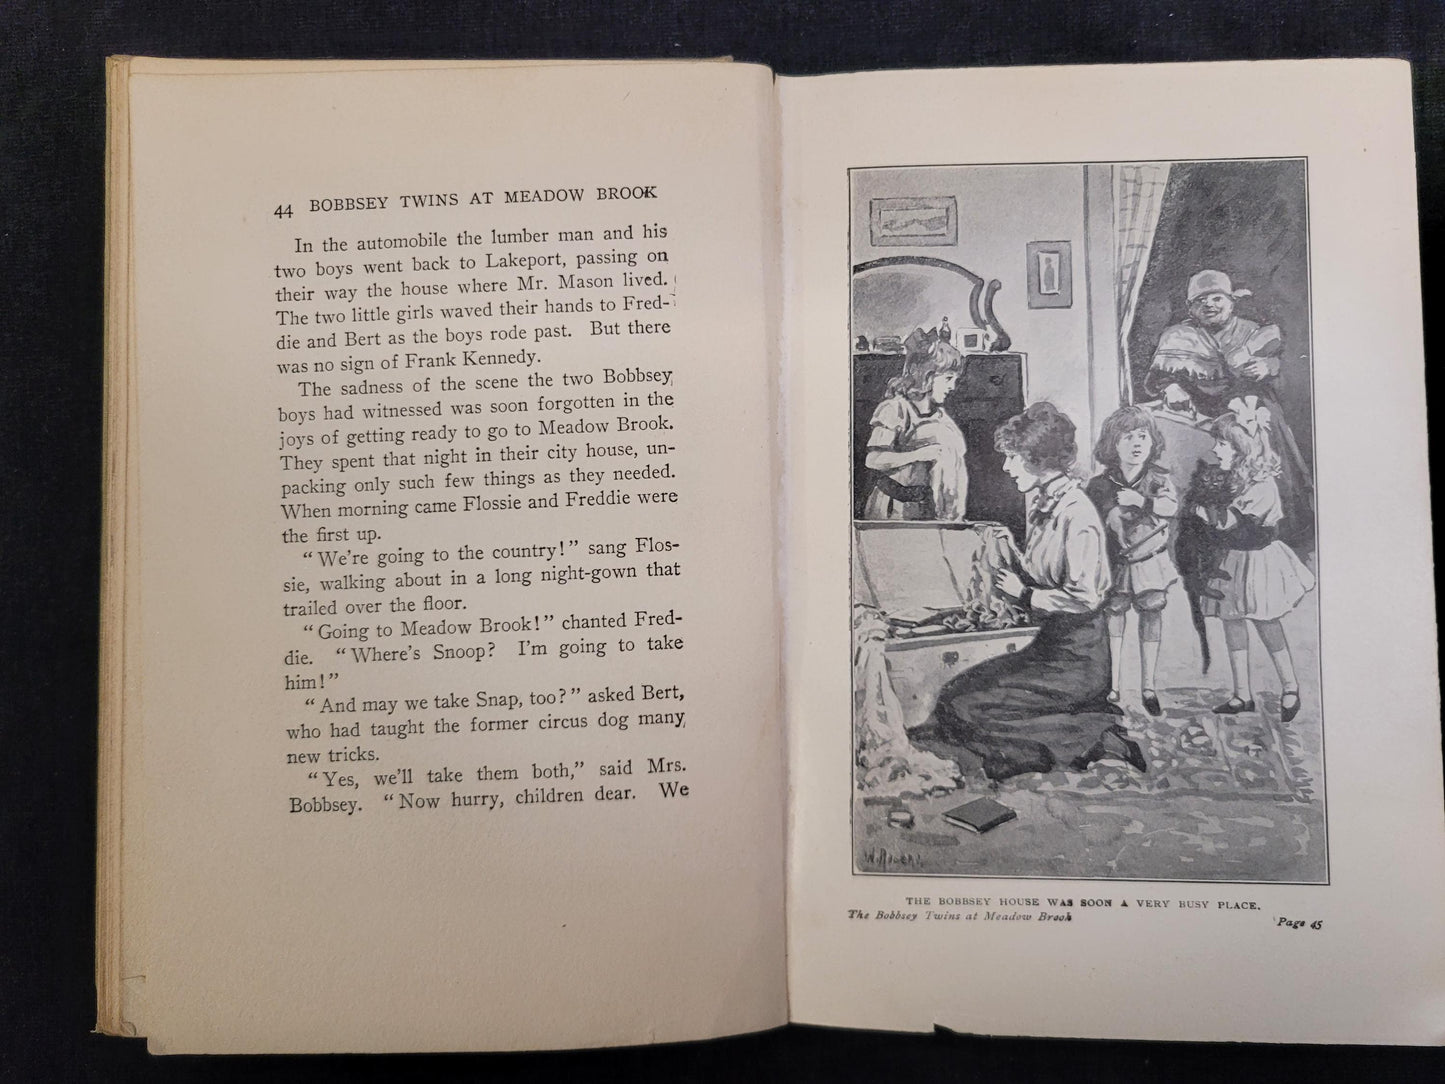 44 BOBBSEY TWINS AT MEADOW BROOK
In the automobile the lumber man and his
two boys went back to Lakeport, passing on
their way the house where Mr. Mason lived.
The two little girls waved their hands to Fred-
die and Bert as the boys rode past. But there
was no sign of Frank Kennedy.
The sadness of the scene the two Bobbsey
boys had witnessed was soon forgotten in the
joys of getting ready to go to Meadow Brook.
They spent that night in their city house, un-
packing only such few things as they needed.
When morning came Flossie and Freddie were
the first up.
“We're going to the country!” sang Flos-
sie, walking about in a long night-gown that
trailed over the floor.
“Going to Meadow Brook!” chanted Fred-
die. “Where's Snoop? I'm going to take
him!”
“And may we take Snap, too?” asked Bert,
who had taught the former circus dog many
new tricks.
“Yes, we'll take them both,” said Mrs.
Bobbsey. “Now hurry, children dear. We
THE BOBBSEY HOUSE WAS SOON A VERY BUSY PLACE.
The Bobbsey Twins at Meadow Brook
Page 45